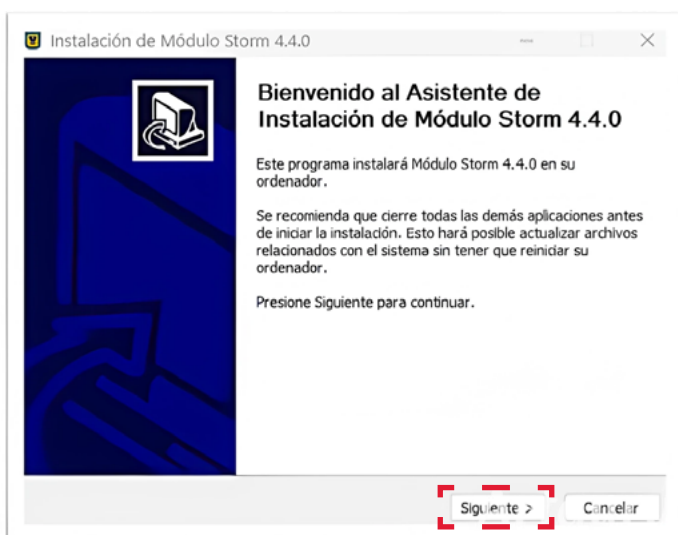 Instalación de Módulo Storm 4.4.0
Bienvenido al Asistente de
Instalación de Módulo Storm 4.4.0
Este programa instalará Módulo Storm 4.4.0 en su
ordenador.
Se recomienda que cierre todas las demás aplicaciones antes
de iniciar la instalación. Esto hará posible actualizar archivos
relacionados con el sistema sin tener que reiniciar su
ordenador.
Presione Siguiente para continuar.
Siguiente > Cancelar